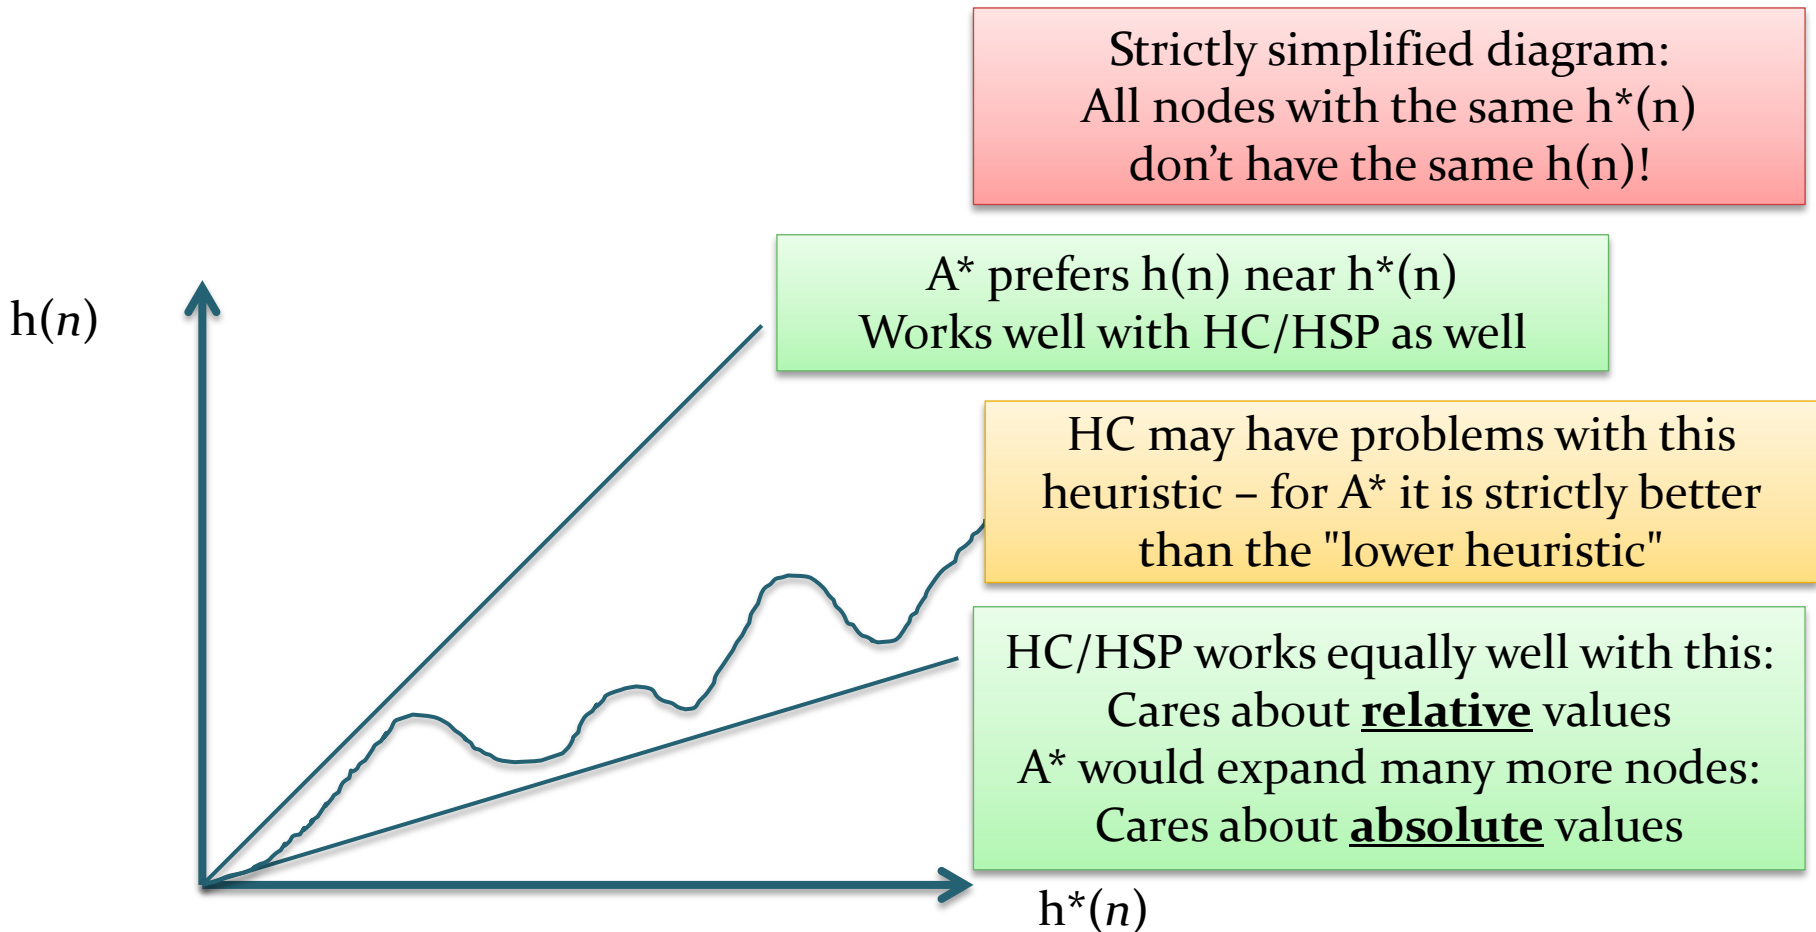 Strictly simplified diagram:
All nodes with the same h*(n)
don’t have the same h(n)!
A* prefers h(n) near h*(n)
Works well with HC/HSP as well
h(n)
HC may have problems with this
heuristic – for A* it is strictly better
than the "lower heuristic"
HC/HSP works equally well with this:
Cares about relative values
A* would expand many more nodes:
Cares about absolute values
h*(n)